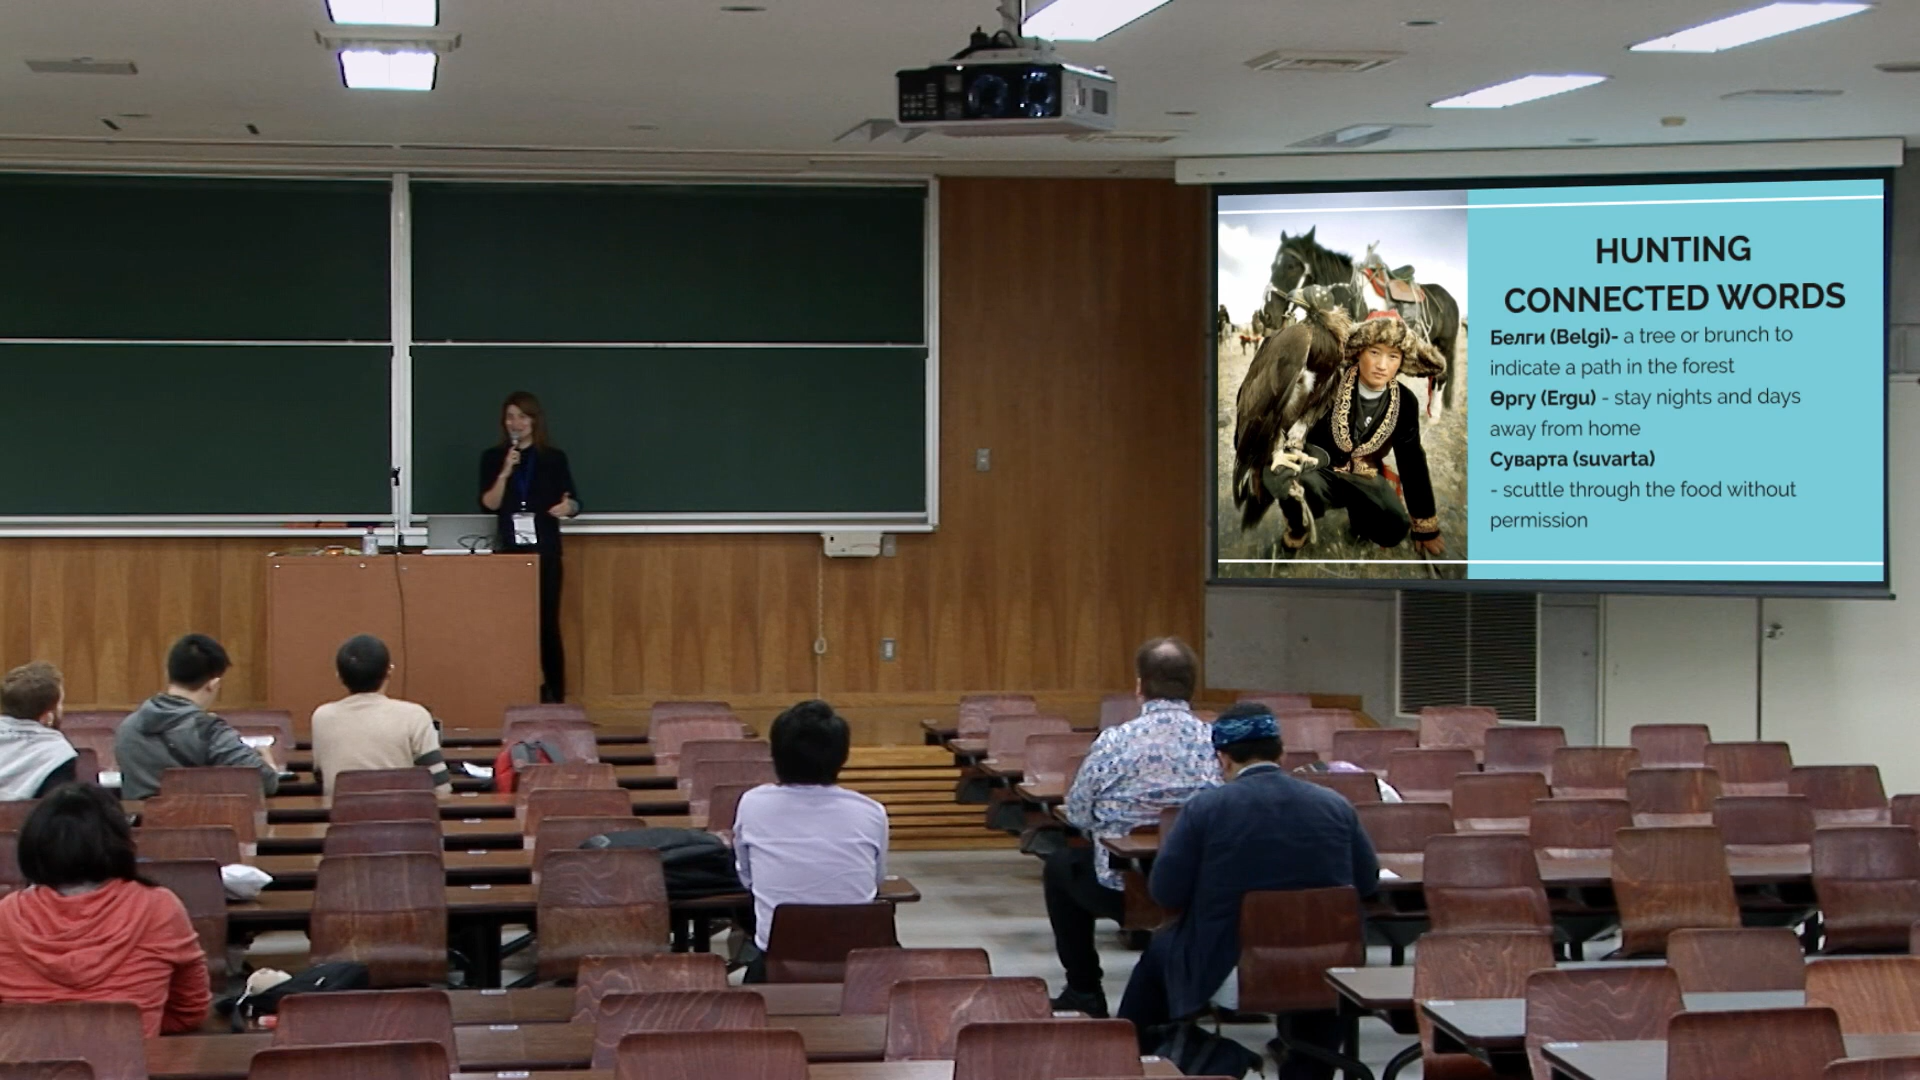 HUNTING
CONNECTED WORDS
Белги (Belgi)- a tree or brunch to
indicate a path in the forest
Өргу (Ergu) - stay nights and days
away from home
Суварта (suvarta)
- scuttle through the food without
permission